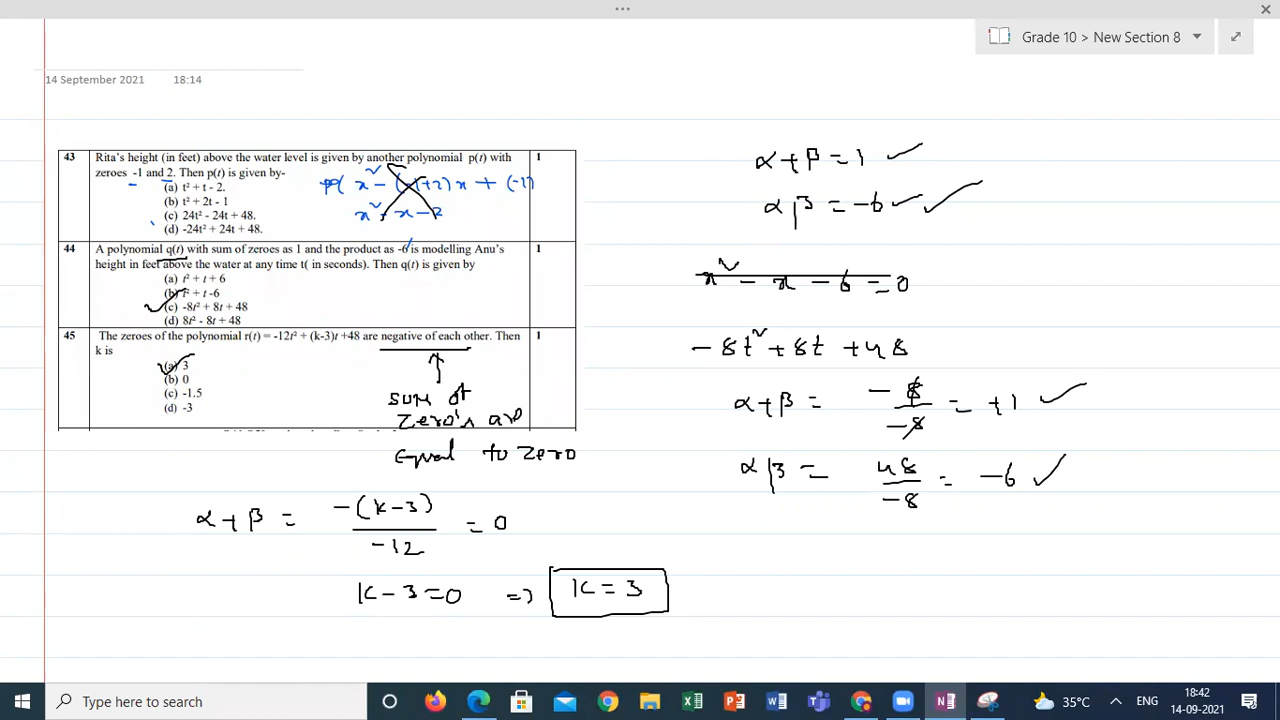 Grade 10 > New Section 8
14 September 2021 18:14
43 Rita's height (in feet) above the water level is given by another polynomial p(t) with 1
zeroes -1 and 2. Then p(t) is given by-
(a) t² + t - 2.
(b) t² + 2t - 1
(c) 24t² - 24t + 48.
(d) -24t² + 24t + 48.
x² - (-1+2)x + (-1)
x² - x - 2
44 A polynomial q(t) with sum of zeroes as 1 and the product as -6 is modelling Anu's 1
height in feet above the water at any time t( in seconds). Then q(t) is given by
(a) t² + t + 6
(b) t² + t -6
(c) -8t² + 8t + 48
(d) 8t² - 8t + 48
45 The zeroes of the polynomial r(t) = -12t² + (k-3)t +48 are negative of each other. Then 1
k is
(a) 3
(b) 0
(c) -1.5
(d) -3
sum of
Zero's are
Equal to Zero
α + β = -(k-3)/-12 = 0
k - 3 = 0 => k = 3
α + β = 1
αβ = -6
x² - x - 6 = 0
- 8t² + 8t + 48
α + β = -8/-8 = +1
αβ = 48/-8 = -6
Type here to search
35°C
ENG
18:42
14-09-2021